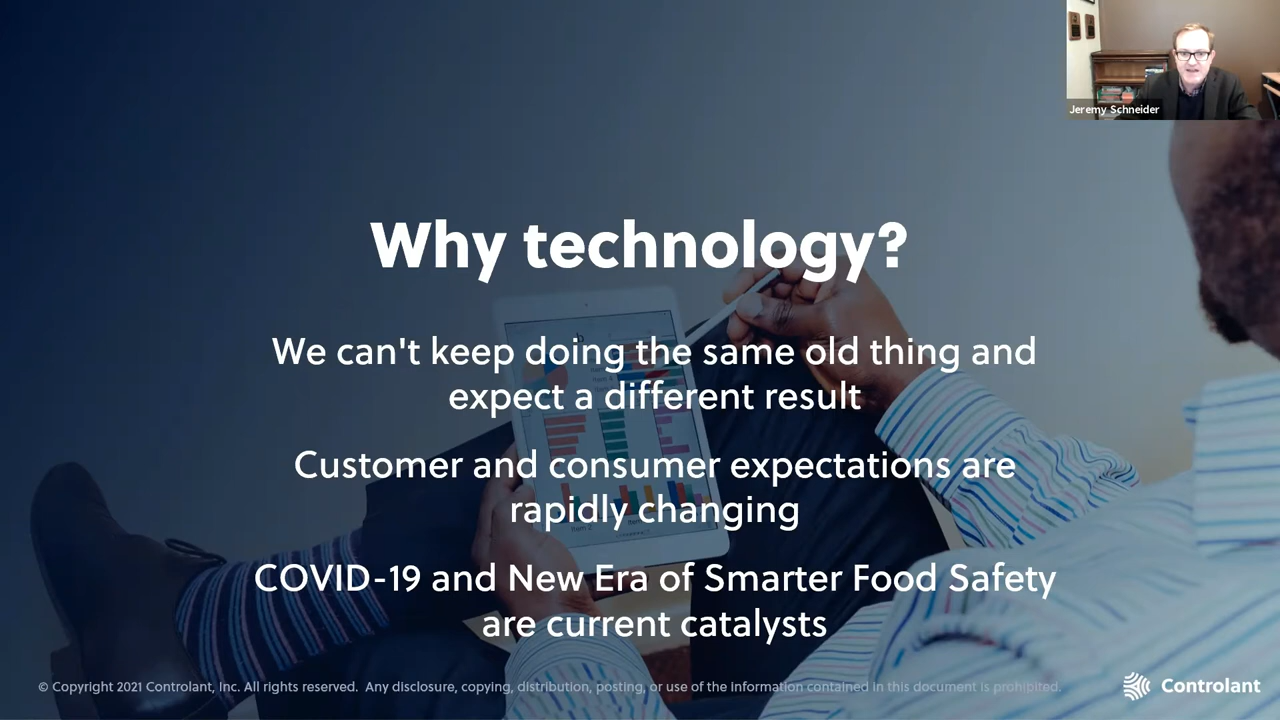 Jeremy Schneider
Why technology?
We can't keep doing the same old thing and
expect a different result
Customer and consumer expectations are
rapidly changing
COVID-19 and New Era of Smarter Food Safety
are current catalysts
© Copyright 2021 Controlant, Inc. All rights reserved.  Any disclosure, copying, distribution, posting, or use of the information contained in this document is prohibited.
Controlant